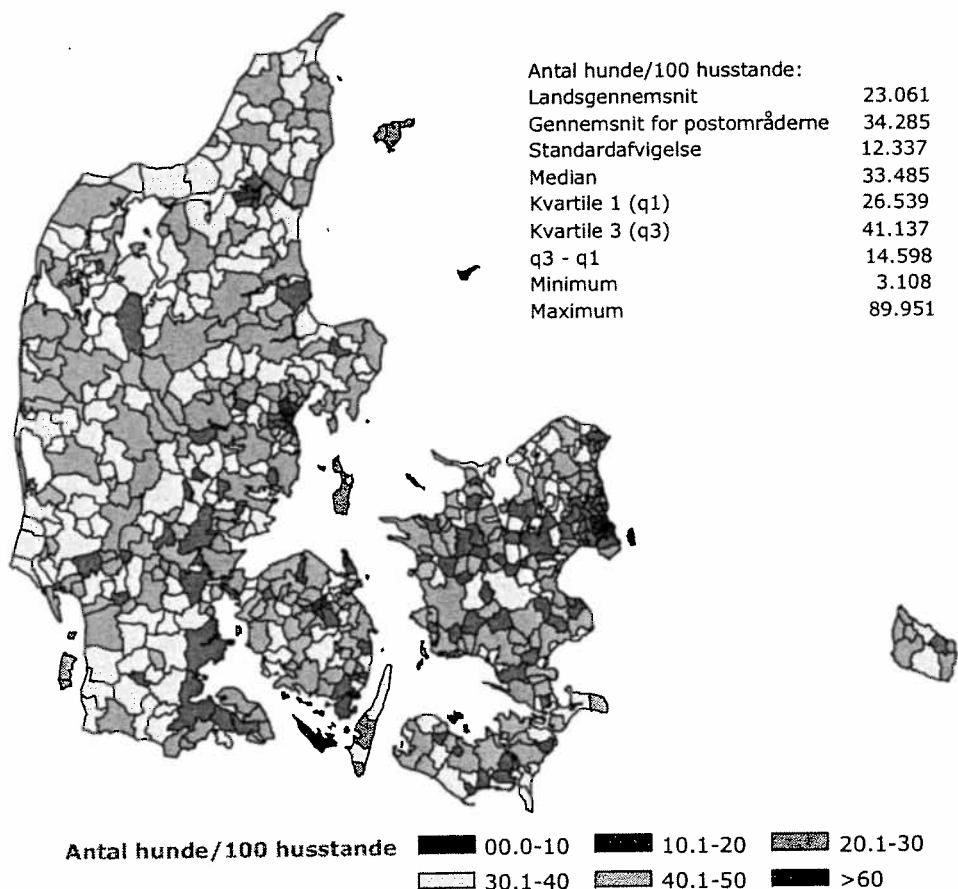 Antal hunde/100 husstande:
Landsgennemsnit 23.061
Gennemsnit for postområderne 34.285
Standardafvigelse 12.337
Median 33.485
Kvartile 1 (q1) 26.539
Kvartile 3 (q3) 41.137
q3 - q1 14.598
Minimum 3.108
Maximum 89.951
Antal hunde/100 husstande 00.0-10 10.1-20 20.1-30
30.1-40 40.1-50 >60